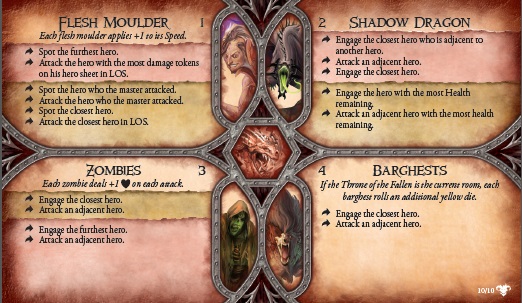 FLESH MOULDER 1
Each flesh moulder applies +1 to its Speed.
Spot the furthest hero.
Attack the hero with the most damage tokens
on his hero sheet in LOS.
Spot the hero who the master attacked.
Attack the hero who the master attacked.
Spot the closest hero.
Attack the closest hero in LOS.
2 SHADOW DRAGON
Engage the closest hero who is adjacent to
another hero.
Attack an adjacent hero.
Engage the closest hero.
Engage the hero with the most Health
remaining.
Attack an adjacent hero with the most health
remaining.
ZOMBIES 3
Each zombie deals +1 ♥ on each attack.
Engage the closest hero.
Attack an adjacent hero.
Engage the furthest hero.
Attack an adjacent hero.
4 BARGHESTS
If the Throne of the Fallen is the current room, each
barghest rolls an additional yellow die.
Engage the closest hero.
Attack an adjacent hero.
10/10